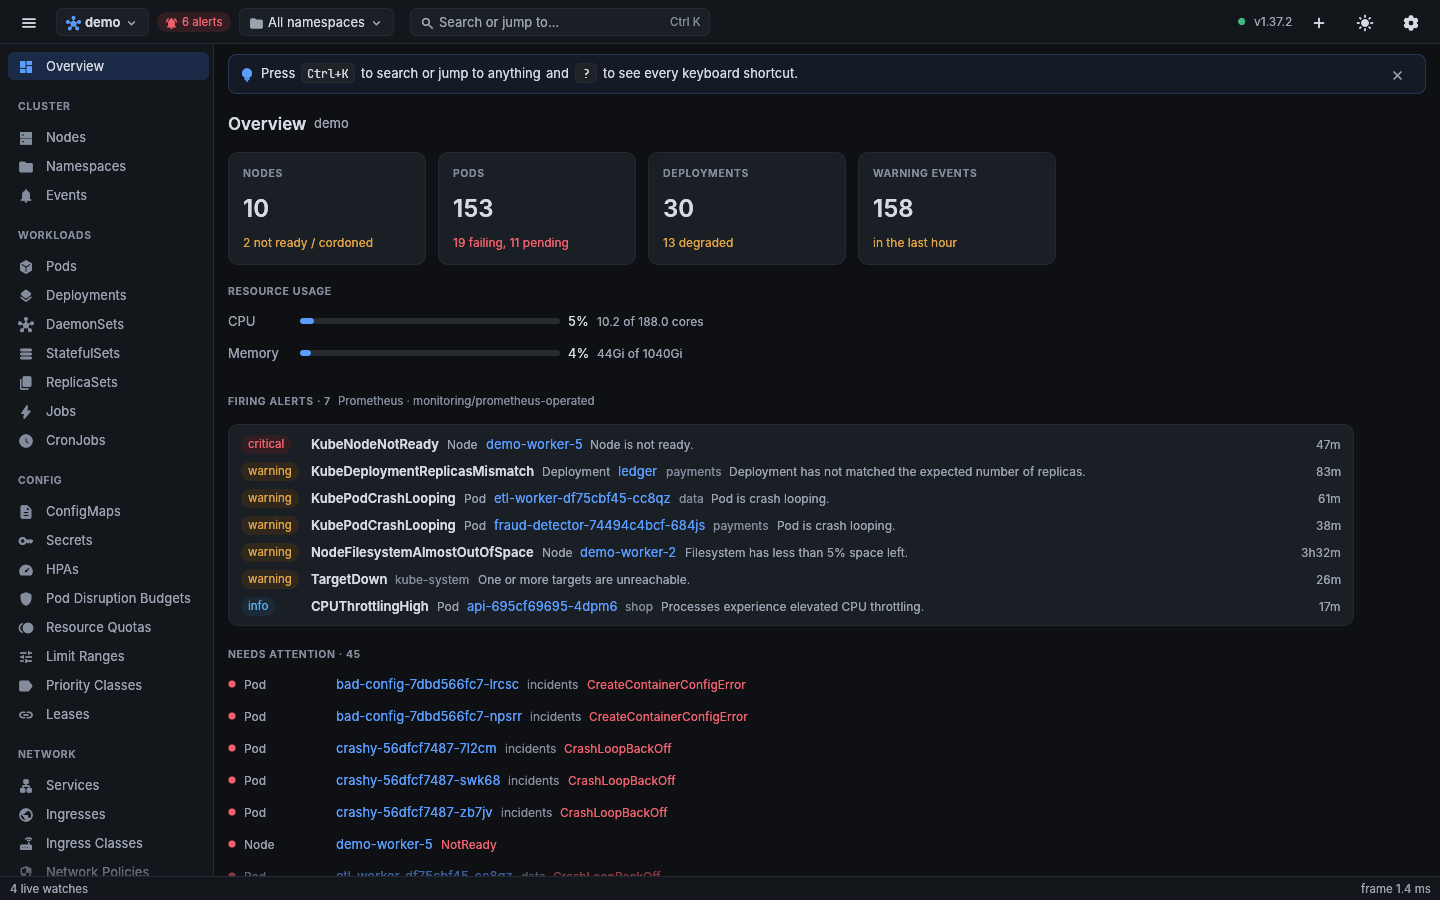 demo
6 alerts
All namespaces
Search or jump to...
Ctrl K
v1.37.2
Overview
CLUSTER
Nodes
Namespaces
Events
WORKLOADS
Pods
Deployments
DaemonSets
StatefulSets
ReplicaSets
Jobs
CronJobs
CONFIG
ConfigMaps
Secrets
HPAs
Pod Disruption Budgets
Resource Quotas
Limit Ranges
Priority Classes
Leases
NETWORK
Services
Ingresses
Ingress Classes
Network Policies
Press Ctrl+K to search or jump to anything and ? to see every keyboard shortcut.
Overview demo
NODES
10
2 not ready / cordoned
PODS
153
19 failing, 11 pending
DEPLOYMENTS
30
13 degraded
WARNING EVENTS
158
in the last hour
RESOURCE USAGE
CPU 5% 10.2 of 188.0 cores
Memory 4% 44Gi of 1040Gi
FIRING ALERTS · 7 Prometheus · monitoring/prometheus-operated
critical KubeNodeNotReady Node demo-worker-5 Node is not ready. 47m
warning KubeDeploymentReplicasMismatch Deployment ledger payments Deployment has not matched the expected number of replicas. 83m
warning KubePodCrashLooping Pod etl-worker-df75cbf45-cc8qz data Pod is crash looping. 61m
warning KubePodCrashLooping Pod fraud-detector-74494c4bcf-684js payments Pod is crash looping. 38m
warning NodeFilesystemAlmostOutOfSpace Node demo-worker-2 Filesystem has less than 5% space left. 3h32m
warning TargetDown kube-system One or more targets are unreachable. 26m
info CPUThrottlingHigh Pod api-695cf69695-4dpm6 shop Processes experience elevated CPU throttling. 17m
NEEDS ATTENTION · 45
Pod bad-config-7dbd566fc7-lrcsc incidents CreateContainerConfigError
Pod bad-config-7dbd566fc7-npsrr incidents CreateContainerConfigError
Pod crashy-56dfcf7487-7l2cm incidents CrashLoopBackOff
Pod crashy-56dfcf7487-swk68 incidents CrashLoopBackOff
Pod crashy-56dfcf7487-zb7jv incidents CrashLoopBackOff
Node demo-worker-5 NotReady
Pod etl-worker-df75cbf45-cc8qz data CrashLoopBackOff
4 live watches
frame 1.4 ms